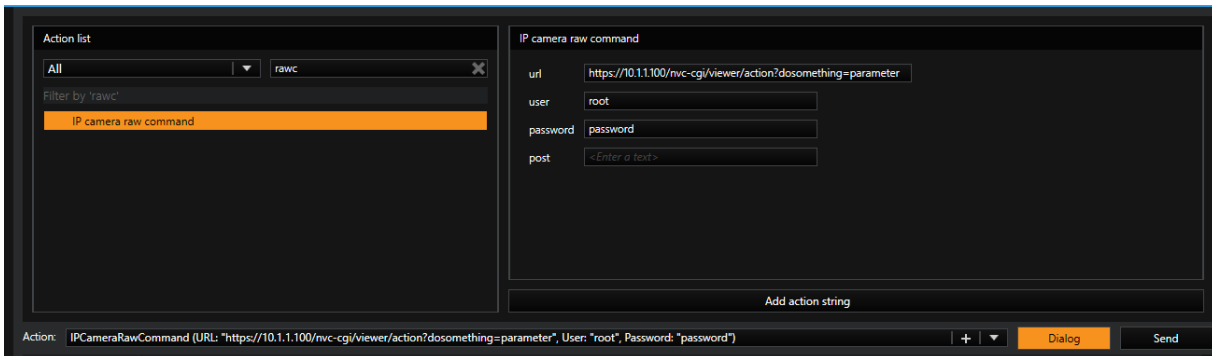 Action list
All
rawc
Filter by 'rawc'
IP camera raw command
IP camera raw command
url https://10.1.1.100/nvc-cgi/viewer/action?dosomething=parameter
user root
password password
post <Enter a text>
Add action string
Action: IPCameraRawCommand (URL: "https://10.1.1.100/nvc-cgi/viewer/action?dosomething=parameter", User: "root", Password: "password") + Dialog Send